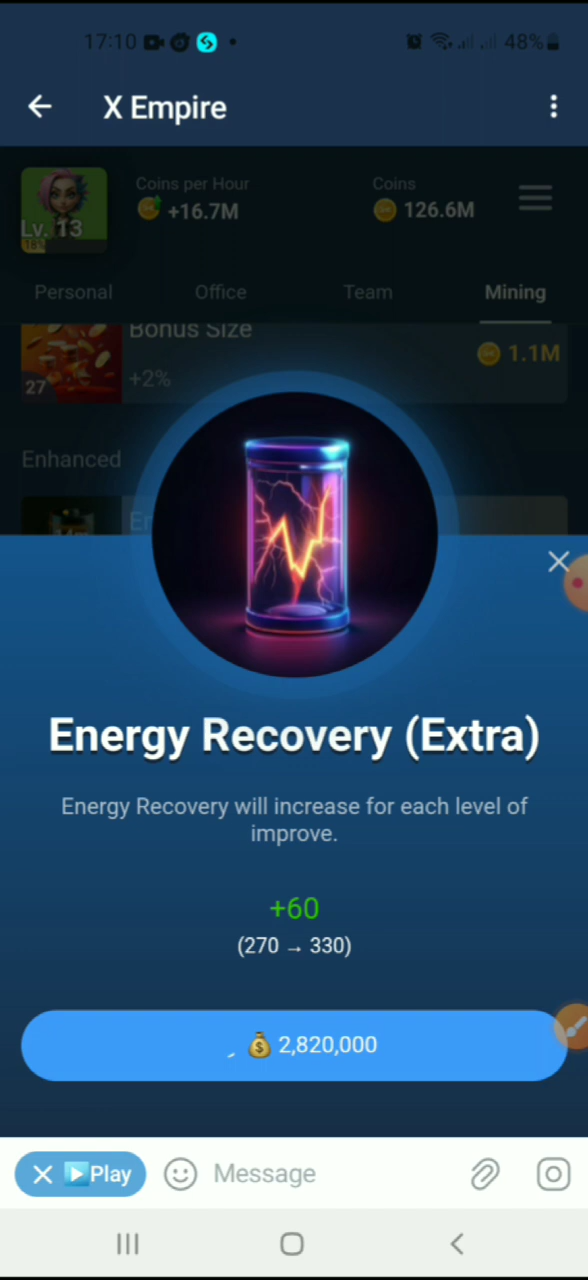 17:10
48%
X Empire
Coins per Hour
Coins
+16.7M
126.6M
Lv. 13
18%
Personal
Office
Team
Mining
Bonus Size
1.1M
27
+2%
Enhanced
Energy Recovery (Extra)
Energy Recovery will increase for each level of
improve.
+60
(270 → 330)
2,820,000
Play
Message